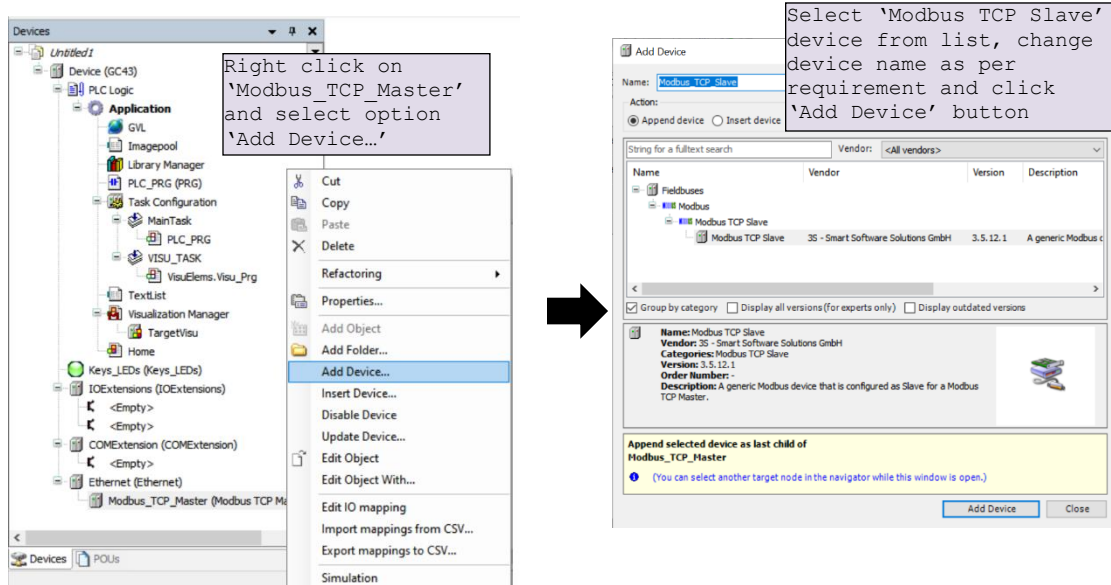 Devices
Untitled1
Device (GC43)
PLC Logic
Application
GVL
Imagepool
Library Manager
PLC_PRG (PRG)
Task Configuration
MainTask
PLC_PRG
VISU_TASK
VisuElems.Visu_Prg
TextList
Visualization Manager
TargetVisu
Home
Keys_LEDs (Keys_LEDs)
IOExtensions (IOExtensions)
<Empty>
<Empty>
COMExtension (COMExtension)
<Empty>
Ethernet (Ethernet)
Modbus_TCP_Master (Modbus TCP Ma
Devices POUs
Right click on
‘Modbus_TCP_Master’
and select option
‘Add Device…’
Cut
Copy
Paste
Delete
Refactoring
Properties...
Add Object
Add Folder...
Add Device...
Insert Device...
Disable Device
Update Device...
Edit Object
Edit Object With...
Edit IO mapping
Import mappings from CSV...
Export mappings to CSV...
Simulation
Select ‘Modbus TCP Slave’
device from list, change
device name as per
requirement and click
‘Add Device’ button
Add Device
Name: Modbus_TCP_Slave
Action:
Append device Insert device
String for a fulltext search Vendor: <All vendors>
Name Vendor Version Description
Fieldbuses
Modbus
Modbus TCP Slave
Modbus TCP Slave 3S - Smart Software Solutions GmbH 3.5.12.1 A generic Modbus d
Group by category Display all versions (for experts only) Display outdated versions
Name: Modbus TCP Slave
Vendor: 3S - Smart Software Solutions GmbH
Categories: Modbus TCP Slave
Version: 3.5.12.1
Order Number: -
Description: A generic Modbus device that is configured as Slave for a Modbus
TCP Master.
Append selected device as last child of
Modbus_TCP_Master
(You can select another target node in the navigator while this window is open.)
Add Device Close